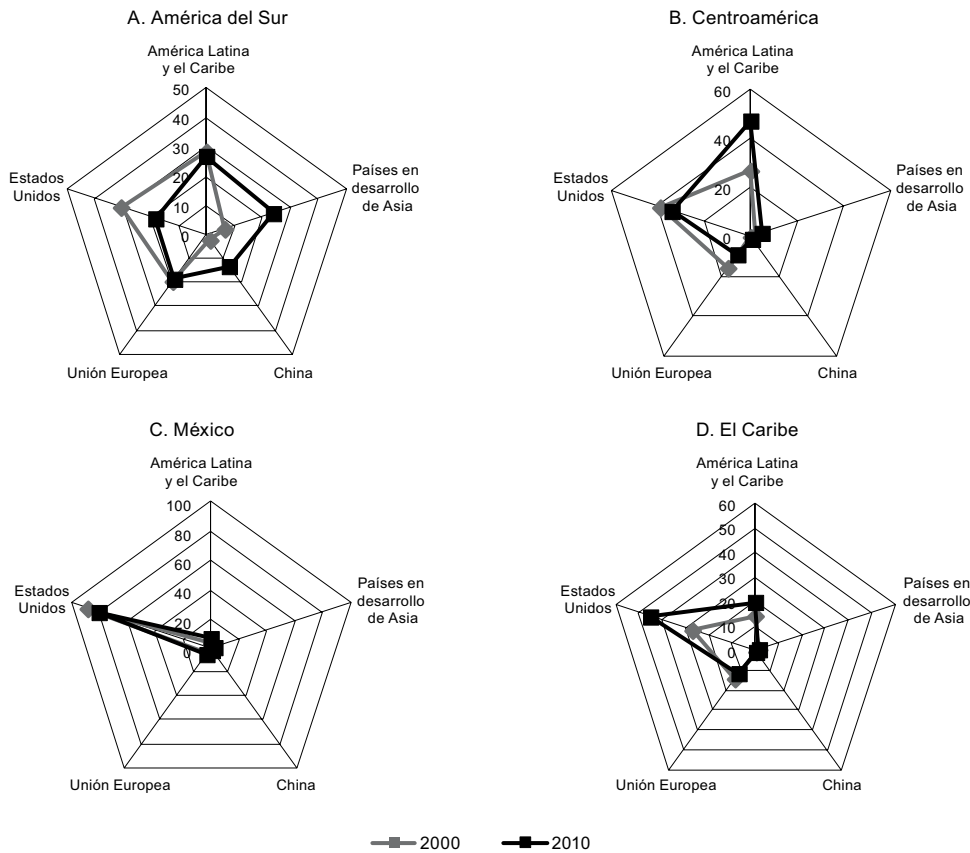 A. América del Sur
América Latina
y el Caribe
50
40
30
20
10
0
Estados
Unidos
Países en
desarrollo
de Asia
Unión Europea
China
B. Centroamérica
América Latina
y el Caribe
60
40
20
0
Estados
Unidos
Países en
desarrollo
de Asia
Unión Europea
China
C. México
América Latina
y el Caribe
100
80
60
40
20
0
Estados
Unidos
Países en
desarrollo
de Asia
Unión Europea
China
D. El Caribe
América Latina
y el Caribe
60
50
40
30
20
10
0
Estados
Unidos
Países en
desarrollo
de Asia
Unión Europea
China
2000
2010